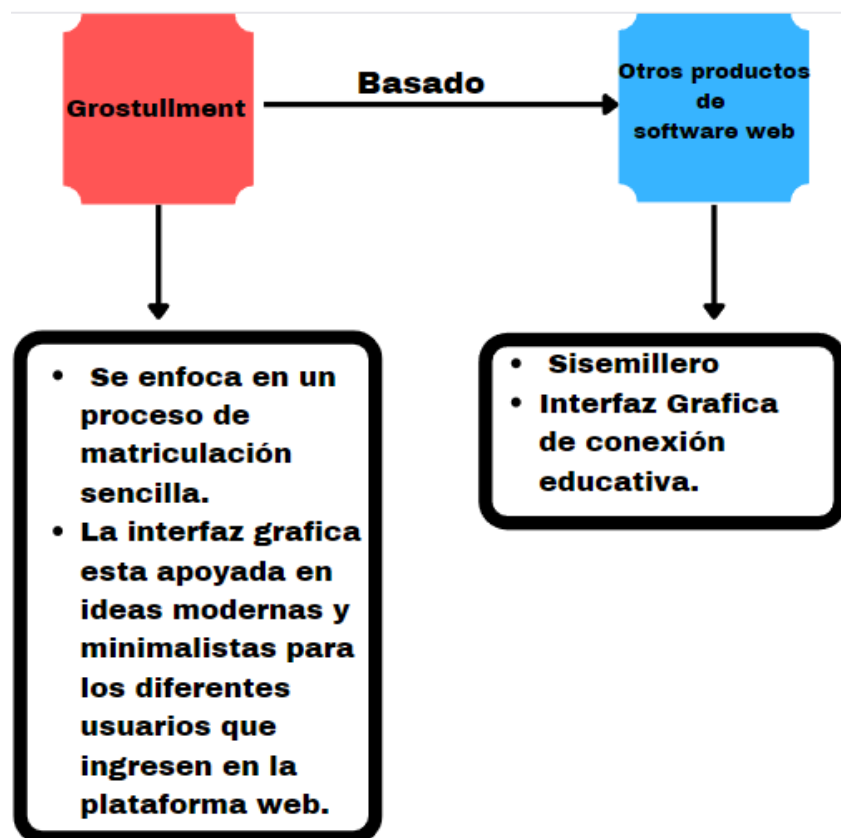 Grostullment
Basado
Otros productos
de
software web
• Se enfoca en un
proceso de
matriculación
sencilla.
• La interfaz grafica
esta apoyada en
ideas modernas y
minimalistas para
los diferentes
usuarios que
ingresen en la
plataforma web.
• Sisemillero
• Interfaz Grafica
de conexión
educativa.